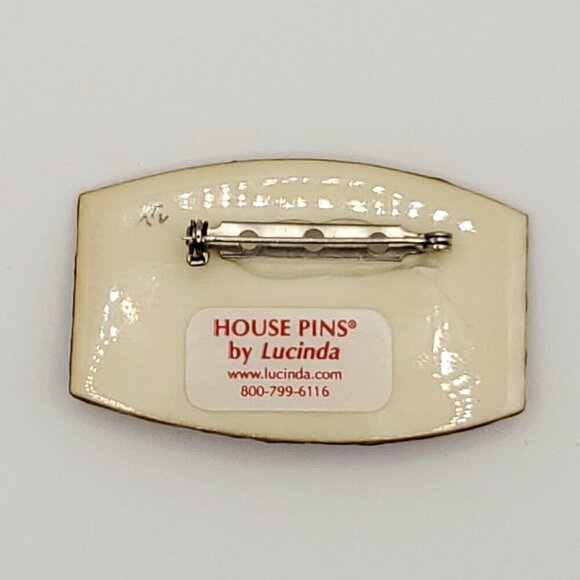 HOUSE PINS®
by Lucinda
www.lucinda.com
800-799-6116